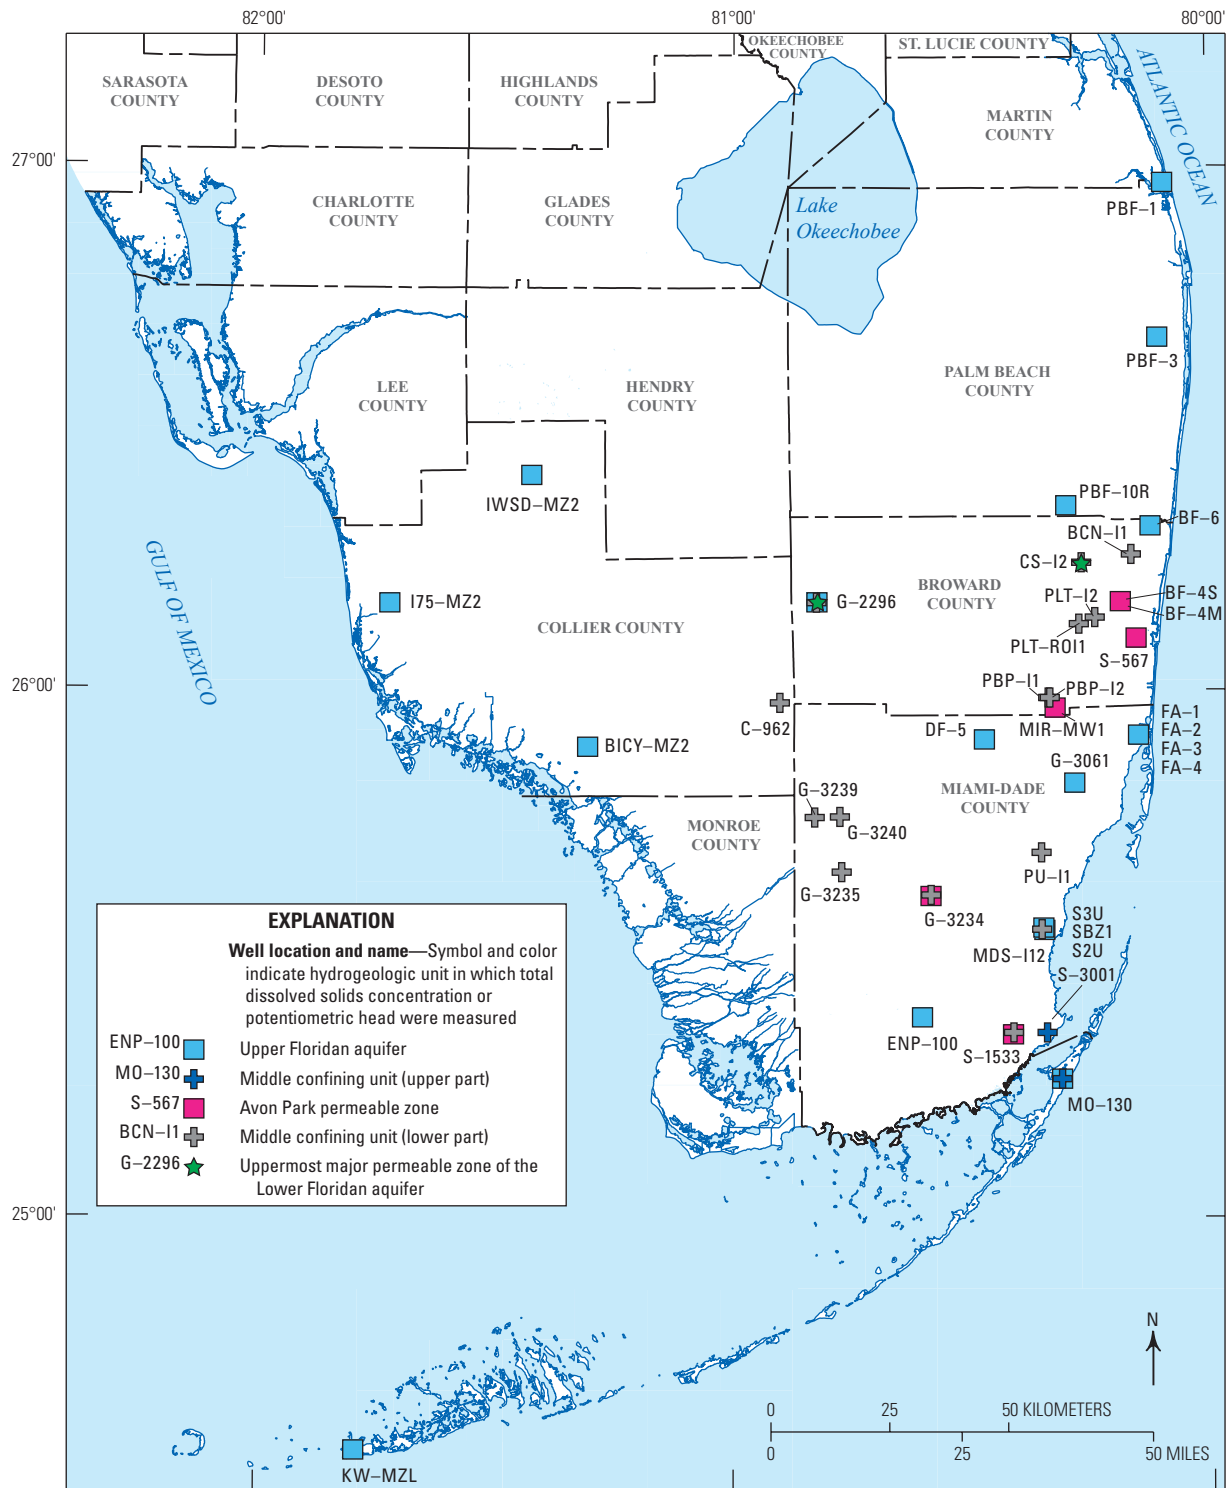 82°00'
81°00'
80°00'
OKEECHOBEE
COUNTY
ST. LUCIE COUNTY
SARASOTA
COUNTY
DESOTO
COUNTY
HIGHLANDS
COUNTY
MARTIN
COUNTY
ATLANTIC OCEAN
27°00'
CHARLOTTE
COUNTY
GLADES
COUNTY
Lake
Okeechobee
PBF–1
PBF–3
LEE
COUNTY
HENDRY
COUNTY
PALM BEACH
COUNTY
IWSD–MZ2
PBF–10R
BF–6
BCN–I1
CS–I2
GULF OF MEXICO
I75–MZ2
G–2296
BROWARD
COUNTY
PLT–I2
BF–4S
BF–4M
COLLIER COUNTY
PLT–ROI1
S–567
26°00'
PBP–I1
PBP–I2
C–962
MIR–MW1
DF–5
FA–1
FA–2
FA–3
FA–4
BICY–MZ2
G–3061
MIAMI-DADE
COUNTY
G–3239
G–3240
MONROE
COUNTY
G–3235
PU–I1
G–3234
S3U
SBZ1
S2U
MDS–I12
S–3001
ENP–100
S–1533
MO–130
EXPLANATION
Well location and name—Symbol and color
indicate hydrogeologic unit in which total
dissolved solids concentration or
potentiometric head were measured
ENP–100 Upper Floridan aquifer
MO–130 Middle confining unit (upper part)
S–567 Avon Park permeable zone
BCN–I1 Middle confining unit (lower part)
G–2296 Uppermost major permeable zone of the
Lower Floridan aquifer
25°00'
N
0 25 50 KILOMETERS
0 25 50 MILES
KW–MZL